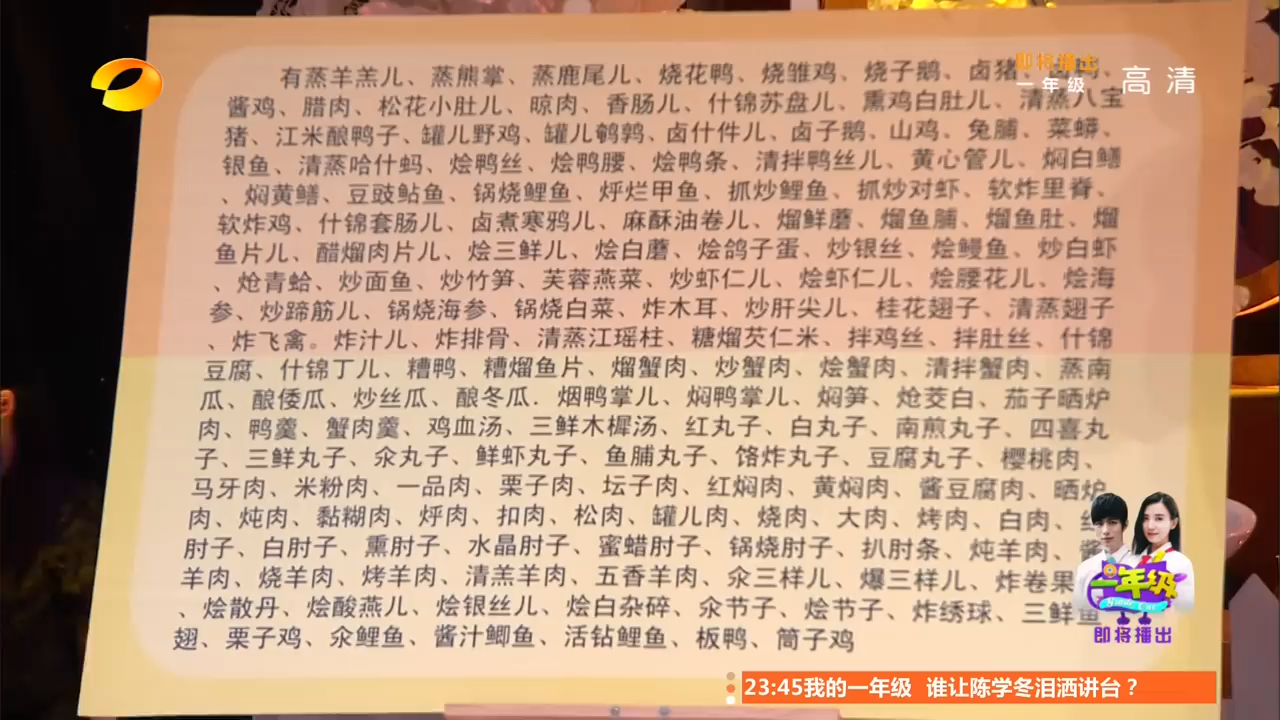 即将播出
一年级
高清
有蒸羊羔儿、蒸熊掌、蒸鹿尾儿、烧花鸭、烧雏鸡、烧子鹅、卤猪
酱鸡、腊肉、松花小肚儿、晾肉、香肠儿、什锦苏盘儿、熏鸡白肚儿、清蒸八宝
猪、江米酿鸭子、罐儿野鸡、罐儿鹌鹑、卤什件儿、卤子鹅、山鸡、兔脯、菜蟒、
银鱼、清蒸哈什蚂、烩鸭丝、烩鸭腰、烩鸭条、清拌鸭丝儿、黄心管儿、焖白鳝
、焖黄鳝、豆豉鲇鱼、锅烧鲤鱼、烀烂甲鱼、抓炒鲤鱼、抓炒对虾、软炸里脊、
软炸鸡、什锦套肠儿、卤煮寒鸦儿、麻酥油卷儿、熘鲜蘑、熘鱼脯、熘鱼肚、熘
鱼片儿、醋熘肉片儿、烩三鲜儿、烩白蘑、烩鸽子蛋、炒银丝、烩鳗鱼、炒白虾
、炝青蛤、炒面鱼、炒竹笋、芙蓉燕菜、炒虾仁儿、烩虾仁儿、烩腰花儿、烩海
参、炒蹄筋儿、锅烧海参、锅烧白菜、炸木耳、炒肝尖儿、桂花翅子、清蒸翅子
、炸飞禽。炸汁儿、炸排骨、清蒸江瑶柱、糖熘芡仁米、拌鸡丝、拌肚丝、什锦
豆腐、什锦丁儿、糟鸭、糟熘鱼片、熘蟹肉、炒蟹肉、烩蟹肉、清拌蟹肉、蒸南
瓜、酿倭瓜、炒丝瓜、酿冬瓜．烟鸭掌儿、焖鸭掌儿、焖笋、炝茭白、茄子晒炉
肉、鸭羹、蟹肉羹、鸡血汤、三鲜木樨汤、红丸子、白丸子、南煎丸子、四喜丸
子、三鲜丸子、汆丸子、鲜虾丸子、鱼脯丸子、饹炸丸子、豆腐丸子、樱桃肉、
马牙肉、米粉肉、一品肉、栗子肉、坛子肉、红焖肉、黄焖肉、酱豆腐肉、晒炉
肉、炖肉、黏糊肉、烀肉、扣肉、松肉、罐儿肉、烧肉、大肉、烤肉、白肉、
肘子、白肘子、熏肘子、水晶肘子、蜜蜡肘子、锅烧肘子、扒肘条、炖羊肉、酱
羊肉、烧羊肉、烤羊肉、清羔羊肉、五香羊肉、汆三样儿、爆三样儿、炸卷果
、烩散丹、烩酸燕儿、烩银丝儿、烩白杂碎、汆节子、烩节子、炸绣球、三鲜鱼
翅、栗子鸡、汆鲤鱼、酱汁鲫鱼、活钻鲤鱼、板鸭、筒子鸡
一年级
即将播出
23:45我的一年级 谁让陈学冬泪洒讲台？